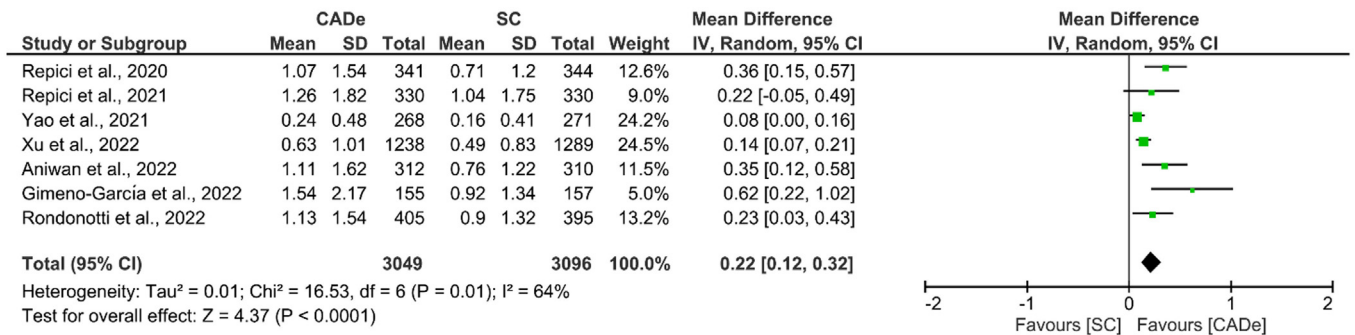 CADe SC Mean Difference Mean Difference
Study or Subgroup Mean SD Total Mean SD Total Weight IV, Random, 95% CI IV, Random, 95% CI
Repici et al., 2020 1.07 1.54 341 0.71 1.2 344 12.6% 0.36 [0.15, 0.57]
Repici et al., 2021 1.26 1.82 330 1.04 1.75 330 9.0% 0.22 [-0.05, 0.49]
Yao et al., 2021 0.24 0.48 268 0.16 0.41 271 24.2% 0.08 [0.00, 0.16]
Xu et al., 2022 0.63 1.01 1238 0.49 0.83 1289 24.5% 0.14 [0.07, 0.21]
Aniwan et al., 2022 1.11 1.62 312 0.76 1.22 310 11.5% 0.35 [0.12, 0.58]
Gimeno-García et al., 2022 1.54 2.17 155 0.92 1.34 157 5.0% 0.62 [0.22, 1.02]
Rondonotti et al., 2022 1.13 1.54 405 0.9 1.32 395 13.2% 0.23 [0.03, 0.43]
Total (95% CI) 3049 3096 100.0% 0.22 [0.12, 0.32]
Heterogeneity: Tau² = 0.01; Chi² = 16.53, df = 6 (P = 0.01); I² = 64%
Test for overall effect: Z = 4.37 (P < 0.0001)
-2 -1 0 1 2
Favours [SC] Favours [CADe]